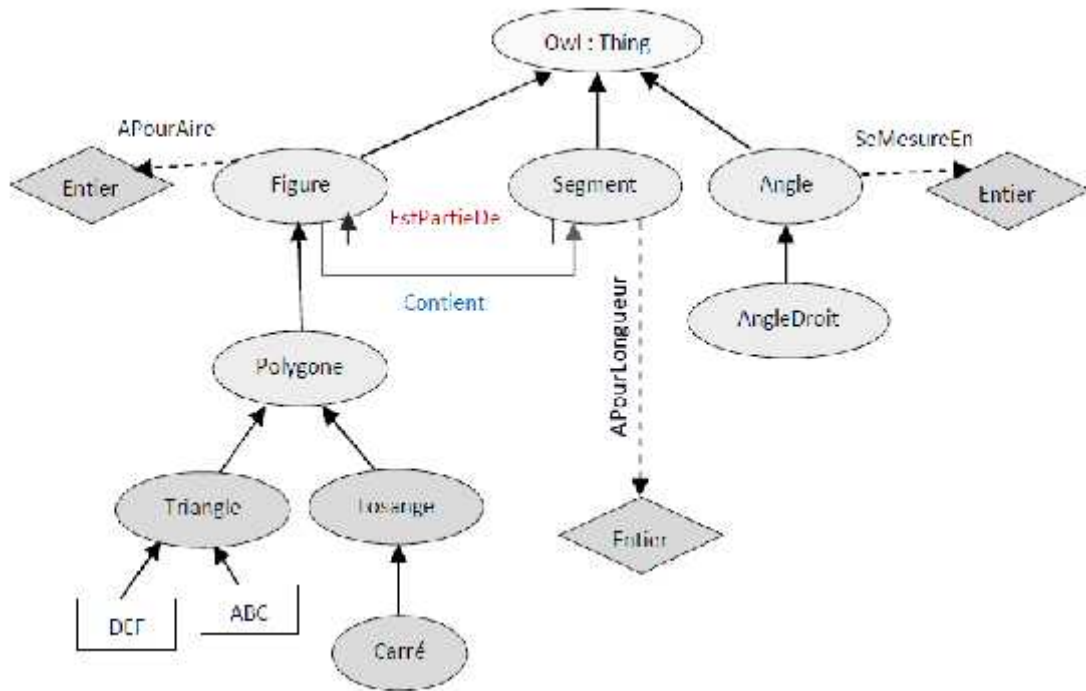 Owl : Thing
APourAire
SeMesureEn
Entier
Figure
Segment
Angle
Entier
EstPartieDe
Contient
AngleDroit
APourLongueur
Polygone
Triangle
Losange
Entier
DEF
ABC
Carré